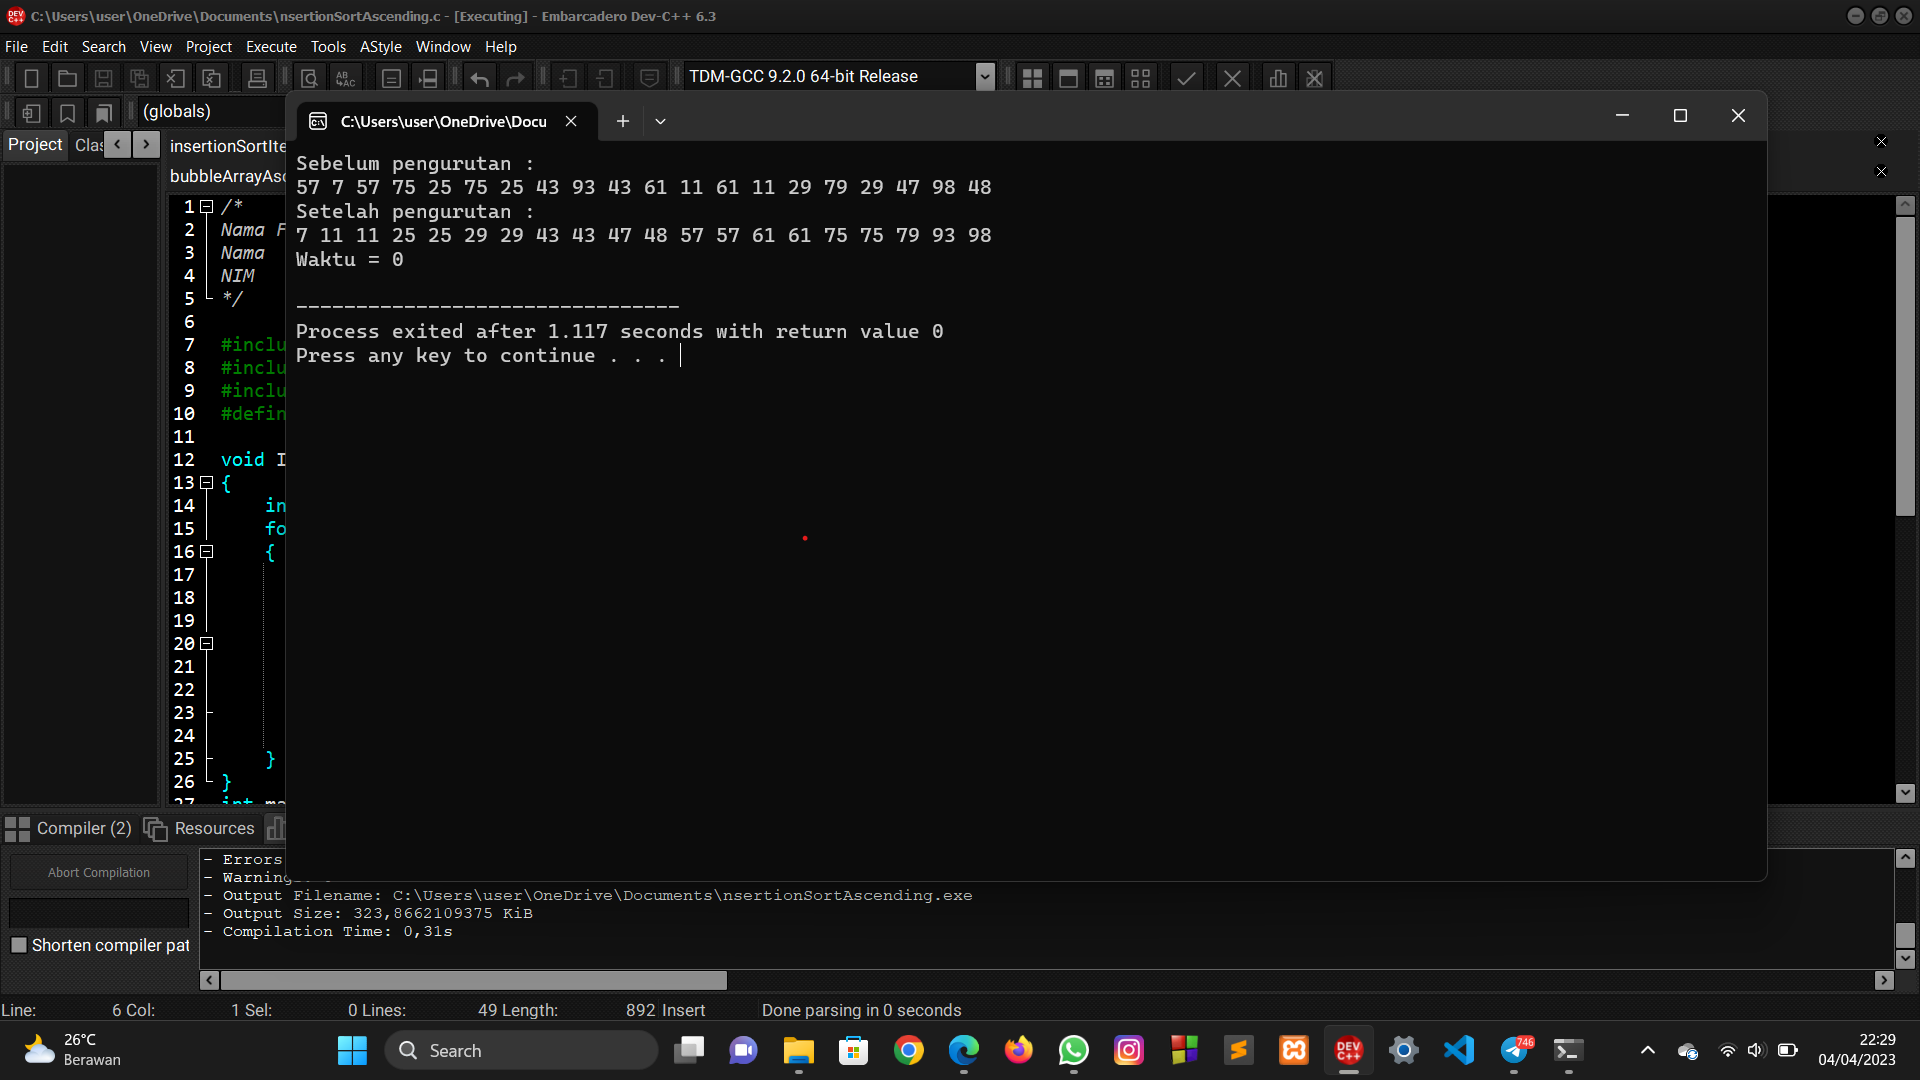 C:\Users\user\OneDrive\Documents\nsertionSortAscending.c - [Executing] - Embarcadero Dev-C++ 6.3
File Edit Search View Project Execute Tools AStyle Window Help
TDM-GCC 9.2.0 64-bit Release
(globals)
C:\Users\user\OneDrive\Docu
Project Clas
insertionSortIte
bubbleArrayAsc
Sebelum pengurutan :
57 7 57 75 25 75 25 43 93 43 61 11 61 11 29 79 29 47 98 48
Setelah pengurutan :
7 11 11 25 25 29 29 43 43 47 48 57 57 61 61 75 75 79 93 98
Waktu = 0
--------------------------------
Process exited after 1.117 seconds with return value 0
Press any key to continue . . .
1 /*
2 Nama F
3 Nama
4 NIM
5 */
6
7 #inclu
8 #inclu
9 #inclu
10 #defin
11
12 void I
13 {
14 in
15 fo
16 {
17
18
19
20
21
22
23
24
25 }
26 }
27 int ma
Compiler (2) Resources
Abort Compilation
Shorten compiler pat
- Errors
- Warning
- Output Filename: C:\Users\user\OneDrive\Documents\nsertionSortAscending.exe
- Output Size: 323,8662109375 KiB
- Compilation Time: 0,31s
Line: 6 Col: 1 Sel: 0 Lines: 49 Length: 892 Insert Done parsing in 0 seconds
26°C
Berawan
Search
DEV C++
746
22:29
04/04/2023